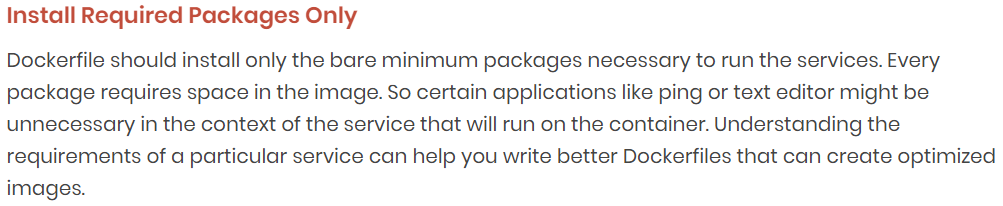 Install Required Packages Only
Dockerfile should install only the bare minimum packages necessary to run the services. Every
package requires space in the image. So certain applications like ping or text editor might be
unnecessary in the context of the service that will run on the container. Understanding the
requirements of a particular service can help you write better Dockerfiles that can create optimized
images.